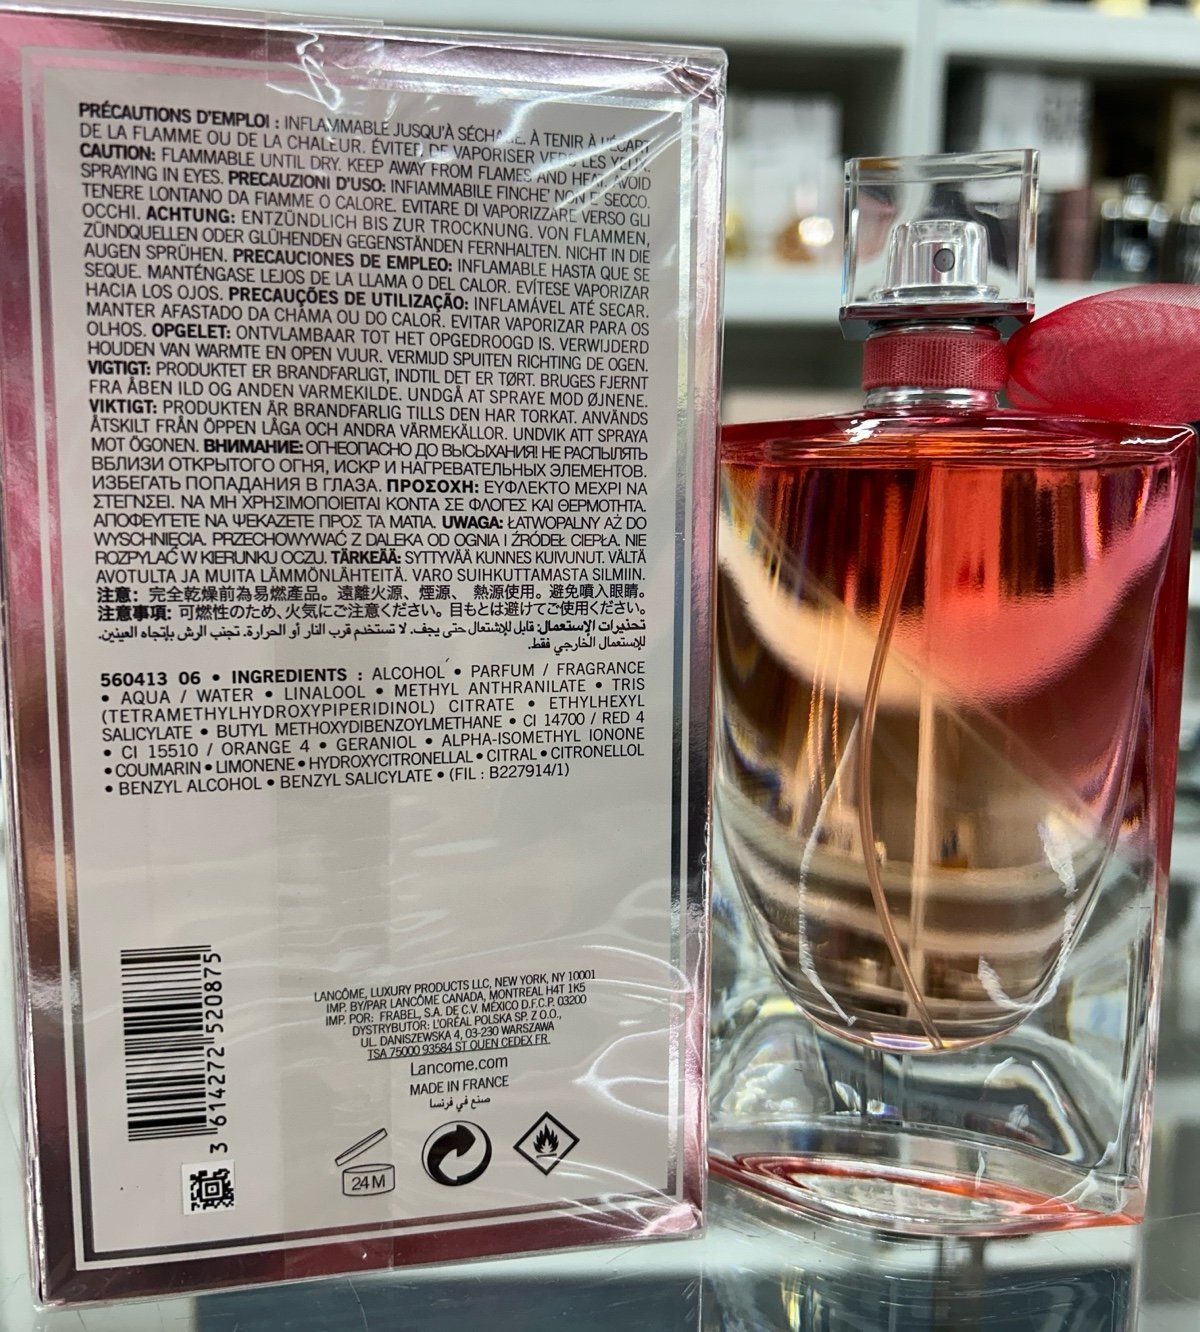 PRÉCAUTIONS D'EMPLOI : INFLAMMABLE JUSQU'À SÉCHAGE. À TENIR À L'ÉCART
DE LA FLAMME OU DE LA CHALEUR. ÉVITER DE VAPORISER VERS LES YEUX.
CAUTION: FLAMMABLE UNTIL DRY. KEEP AWAY FROM FLAMES AND HEAT. AVOID
SPRAYING IN EYES. PRECAUZIONI D'USO: INFIAMMABILE FINCHE' NON E' SECCO.
TENERE LONTANO DA FIAMME O CALORE. EVITARE DI VAPORIZZARE VERSO GLI
OCCHI. ACHTUNG: ENTZÜNDLICH BIS ZUR TROCKNUNG. VON FLAMMEN,
ZÜNDQUELLEN ODER GLÜHENDEN GEGENSTÄNDEN FERNHALTEN. NICHT IN DIE
AUGEN SPRÜHEN. PRECAUCIONES DE EMPLEO: INFLAMABLE HASTA QUE SE
SEQUE. MANTÉNGASE LEJOS DE LA LLAMA O DEL CALOR. EVÍTESE VAPORIZAR
HACIA LOS OJOS. PRECAUÇÕES DE UTILIZAÇÃO: INFLAMÁVEL ATÉ SECAR.
MANTER AFASTADO DA CHAMA OU DO CALOR. EVITAR VAPORIZAR PARA OS
OLHOS. OPGELET: ONTVLAMBAAR TOT HET OPGEDROOGD IS. VERWIJDERD
HOUDEN VAN WARMTE EN OPEN VUUR. VERMIJD SPUITEN RICHTING DE OGEN.
VIGTIGT: PRODUKTET ER BRANDFARLIGT, INDTIL DET ER TØRT. BRUGES FJERNT
FRA ÅBEN ILD OG ANDEN VARMEKILDE. UNDGÅ AT SPRAYE MOD ØJNENE.
VIKTIGT: PRODUKTEN ÄR BRANDFARLIG TILLS DEN HAR TORKAT. ANVÄNDS
ÅTSKILT FRÅN ÖPPEN LÅGA OCH ANDRA VÄRMEKÄLLOR. UNDVIK ATT SPRAYA
MOT ÖGONEN. ВНИМАНИЕ: ОГНЕОПАСНО ДО ВЫСЫХАНИЯ! НЕ РАСПЫЛЯТЬ
ВБЛИЗИ ОТКРЫТОГО ОГНЯ, ИСКР И НАГРЕВАТЕЛЬНЫХ ЭЛЕМЕНТОВ.
ИЗБЕГАТЬ ПОПАДАНИЯ В ГЛАЗА. ΠΡΟΣΟΧΗ: ΕΥΦΛΕΚΤΟ ΜΕΧΡΙ ΝΑ
ΣΤΕΓΝΩΣΕΙ. ΝΑ ΜΗ ΧΡΗΣΙΜΟΠΟΙΕΙΤΑΙ ΚΟΝΤΑ ΣΕ ΦΛΟΓΕΣ ΚΑΙ ΘΕΡΜΟΤΗΤΑ.
ΑΠΟΦΕΥΓΕΤΕ ΝΑ ΨΕΚΑΖΕΤΕ ΠΡΟΣ ΤΑ ΜΑΤΙΑ. UWAGA: ŁATWOPALNY AŻ DO
WYSCHNIĘCIA. PRZECHOWYWAĆ Z DALEKA OD OGNIA I ŹRÓDEŁ CIEPŁA. NIE
ROZPYLAĆ W KIERUNKU OCZU. TÄRKEÄÄ: SYTTYVÄÄ KUNNES KUIVUNUT. VÄLTÄ
AVOTULTA JA MUITA LÄMMÖNLÄHTEITÄ. VARO SUIHKUTTAMASTA SILMIIN.
注意：完全乾燥前為易燃產品。遠離火源、煙源、 熱源使用。避免噴入眼睛。
注意事項：可燃性のため、火気にご注意ください。目もとは避けてご使用ください。
تحذيرات الإستعمال: قابل للإشتعال حتى يجف. لا تستخدم قرب النار أو الحرارة. تجنب الرش بإتجاه العينين.
للإستعمال الخارجي فقط.
560413 06 • INGREDIENTS : ALCOHOL • PARFUM / FRAGRANCE
• AQUA / WATER • LINALOOL • METHYL ANTHRANILATE • TRIS
(TETRAMETHYLHYDROXYPIPERIDINOL) CITRATE • ETHYLHEXYL
SALICYLATE • BUTYL METHOXYDIBENZOYLMETHANE • CI 14700 / RED 4
• CI 15510 / ORANGE 4 • GERANIOL • ALPHA-ISOMETHYL IONONE
• COUMARIN • LIMONENE • HYDROXYCITRONELLAL • CITRAL • CITRONELLOL
• BENZYL ALCOHOL • BENZYL SALICYLATE • (FIL : B227914/1)
3 614272 520875
LANCÔME, LUXURY PRODUCTS LLC, NEW YORK, NY 10001
IMP. BY/PAR LANCÔME CANADA, MONTREAL H4T 1K5
IMP. POR: FRABEL, S.A. DE C.V. MÉXICO D.F.C.P. 03200
DYSTRYBUTOR: L'ORÉAL POLSKA SP. Z O.O.,
UL. DANISZEWSKA 4, 03-230 WARSZAWA
TSA 75000 93584 ST OUEN CEDEX FR
Lancome.com
MADE IN FRANCE
صنع في فرنسا
24 M